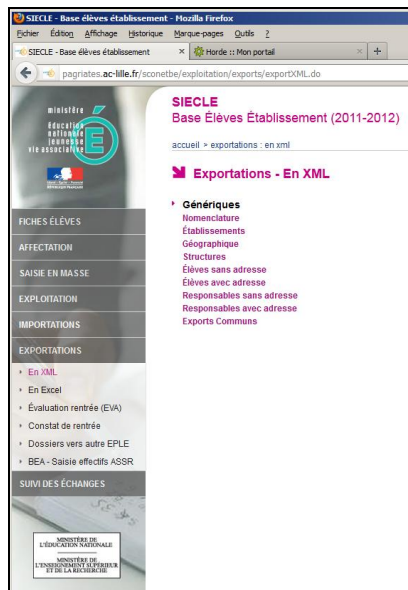 SIECLE - Base élèves établissement - Mozilla Firefox
Fichier Édition Affichage Historique Marque-pages Outils ?
SIECLE - Base élèves établissement × Horde :: Mon portail × +
pagriates.ac-lille.fr/sconetbe/exploitation/exports/exportXML.do
ministère
éducation
nationale
jeunesse
vie associative
Liberté • Égalité • Fraternité
RÉPUBLIQUE FRANÇAISE
SIECLE
Base Élèves Établissement (2011-2012)
accueil > exportations : en xml
Exportations - En XML
Génériques
Nomenclature
Établissements
Géographique
Structures
Élèves sans adresse
Élèves avec adresse
Responsables sans adresse
Responsables avec adresse
Exports Communs
FICHES ÉLÈVES
AFFECTATION
SAISIE EN MASSE
EXPLOITATION
IMPORTATIONS
EXPORTATIONS
En XML
En Excel
Évaluation rentrée (EVA)
Constat de rentrée
Dossiers vers autre EPLE
BEA - Saisie effectifs ASSR
SUIVI DES ÉCHANGES
MINISTÈRE DE
L'ÉDUCATION NATIONALE
MINISTÈRE DE
L'ENSEIGNEMENT SUPÉRIEUR
ET DE LA RECHERCHE